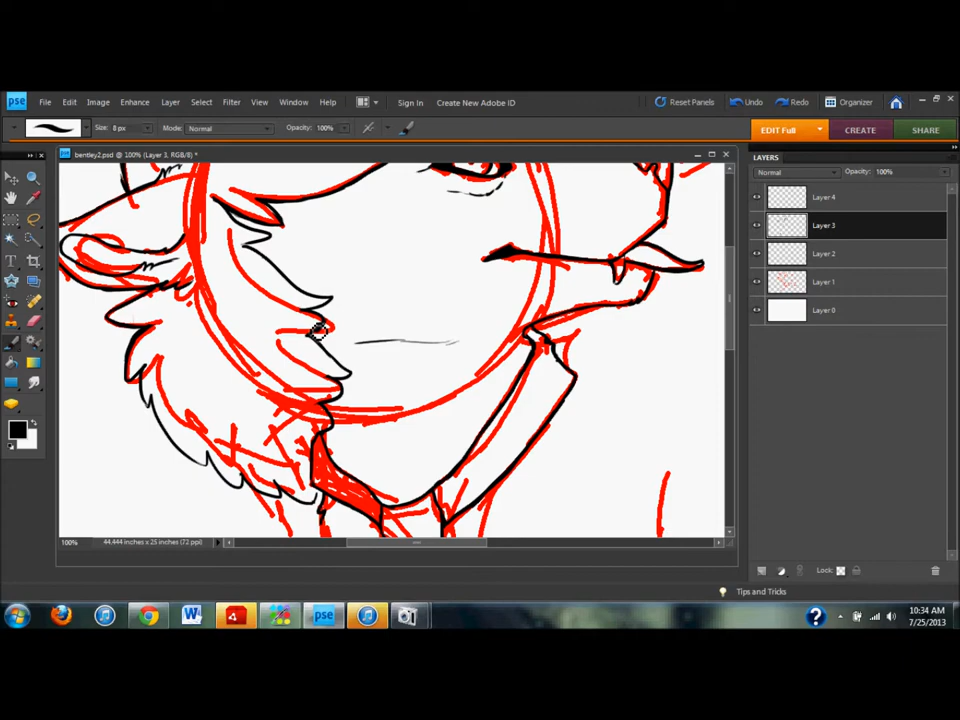 pse File Edit Image Enhance Layer Select Filter View Window Help Sign In Create New Adobe ID Reset Panels Undo Redo Organizer
Size: 8 px Mode: Normal Opacity: 100% EDIT Full CREATE SHARE
bentley2.psd @ 100% (Layer 3, RGB/8) *
LAYERS
Normal Opacity: 100%
Layer 4
Layer 3
Layer 2
Layer 1
Layer 0
100% 44.444 inches x 25 inches (72 ppi)
Lock:
Tips and Tricks
W pse ? 10:34 AM
7/25/2013